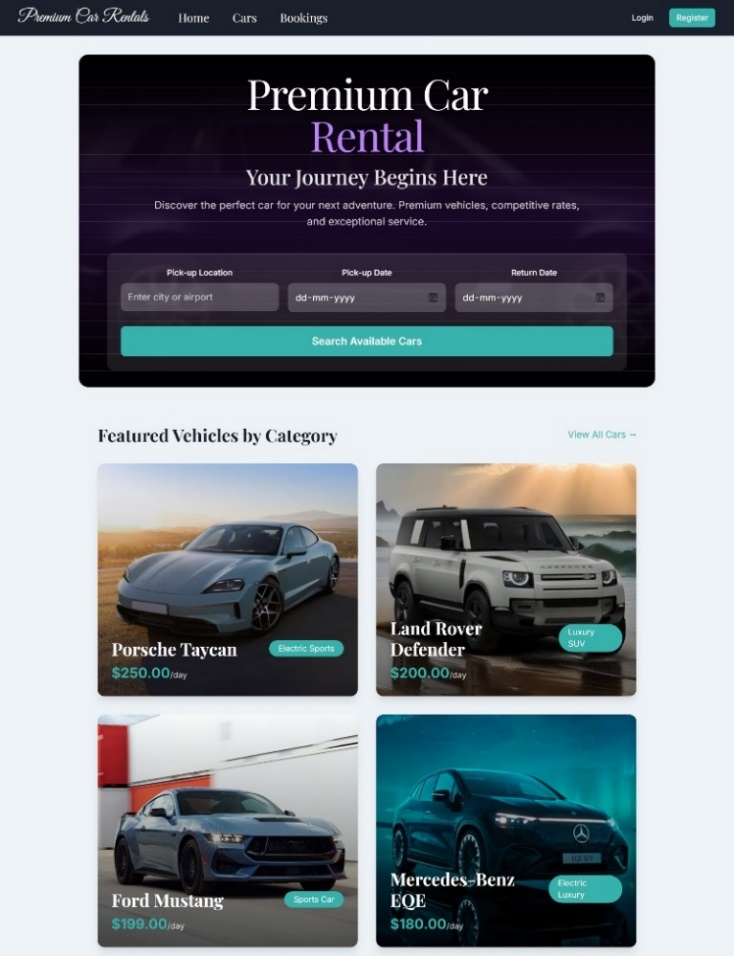 Premium Car Rentals
Home
Cars
Bookings
Login
Register
Premium Car
Rental
Your Journey Begins Here
Discover the perfect car for your next adventure. Premium vehicles, competitive rates,
and exceptional service.
Pick-up Location
Pick-up Date
Return Date
Enter city or airport
dd-mm-yyyy
dd-mm-yyyy
Search Available Cars
Featured Vehicles by Category
View All Cars →
Porsche Taycan
Electric Sports
$250.00/day
Land Rover
Defender
Luxury
SUV
$200.00/day
Ford Mustang
Sports Car
$199.00/day
Mercedes-Benz
EQE
Electric
Luxury
$180.00/day